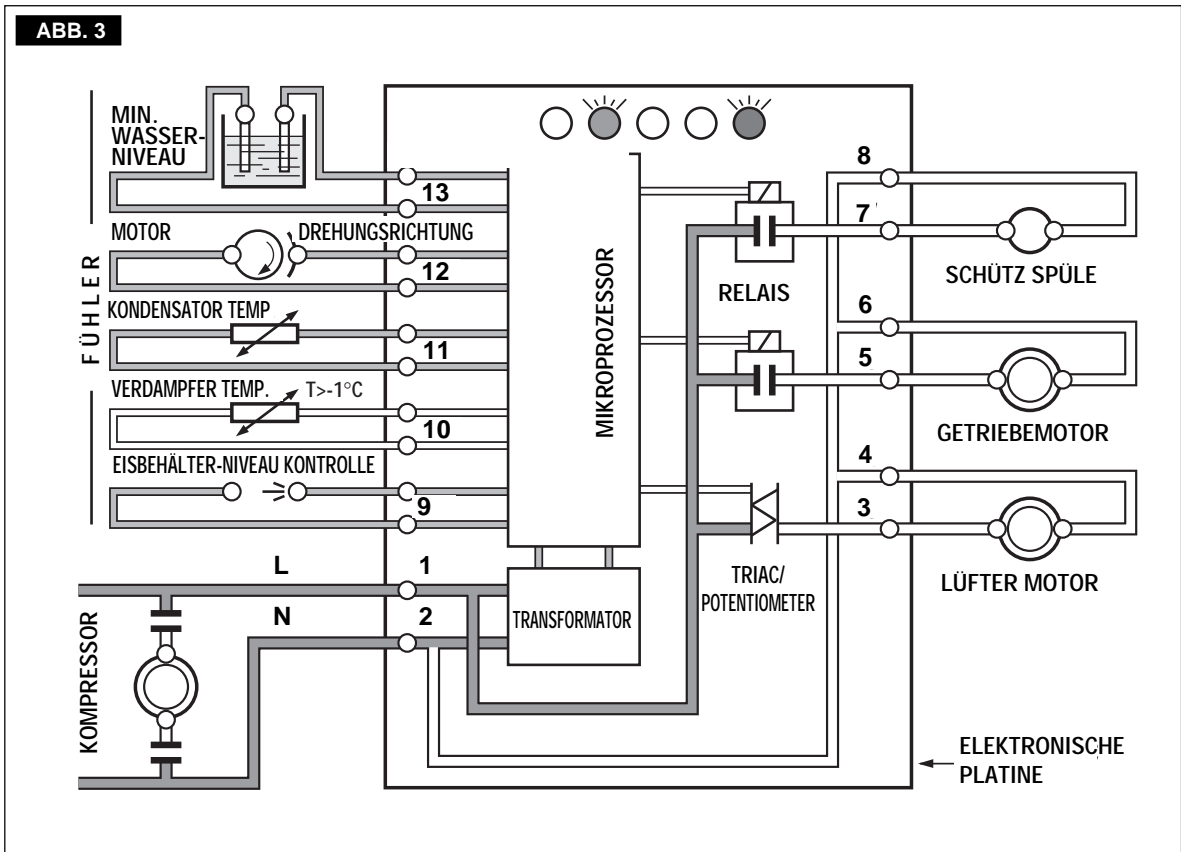 ABB. 3
MIN.
WASSER-
NIVEAU
13
MOTOR
DREHUNGSRICHTUNG
12
KONDENSATOR TEMP
11
VERDAMPFER TEMP.
T>-1°C
10
EISBEHÄLTER-NIVEAU KONTROLLE
9
FÜHLER
L
1
N
2
KOMPRESSOR
MIKROPROZESSOR
TRANSFORMATOR
RELAIS
TRIAC/
POTENTIOMETER
8
7
SCHÜTZ SPÜLE
6
5
GETRIEBEMOTOR
4
3
LÜFTER MOTOR
ELEKTRONISCHE
PLATINE